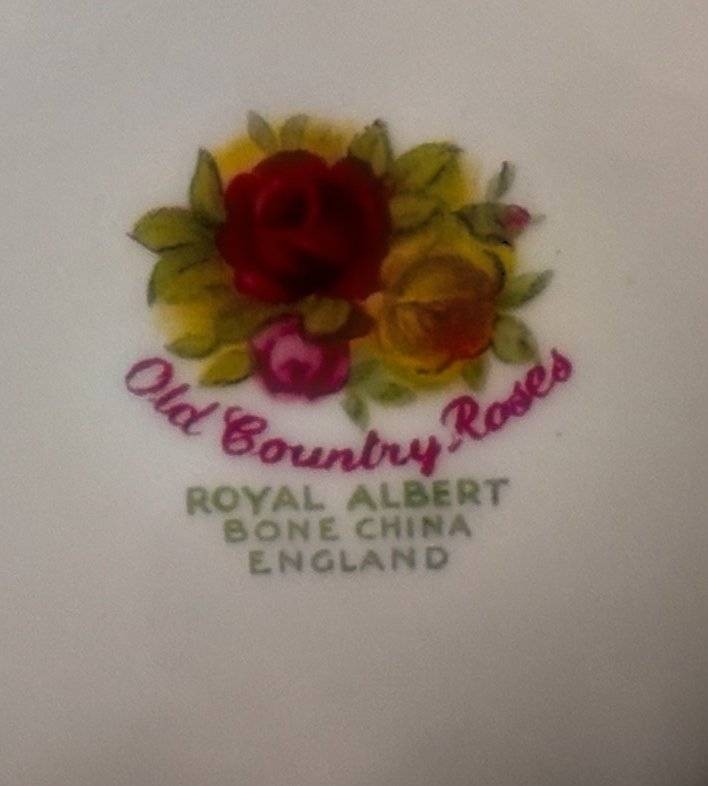 Old Country Roses
ROYAL ALBERT
BONE CHINA
ENGLAND